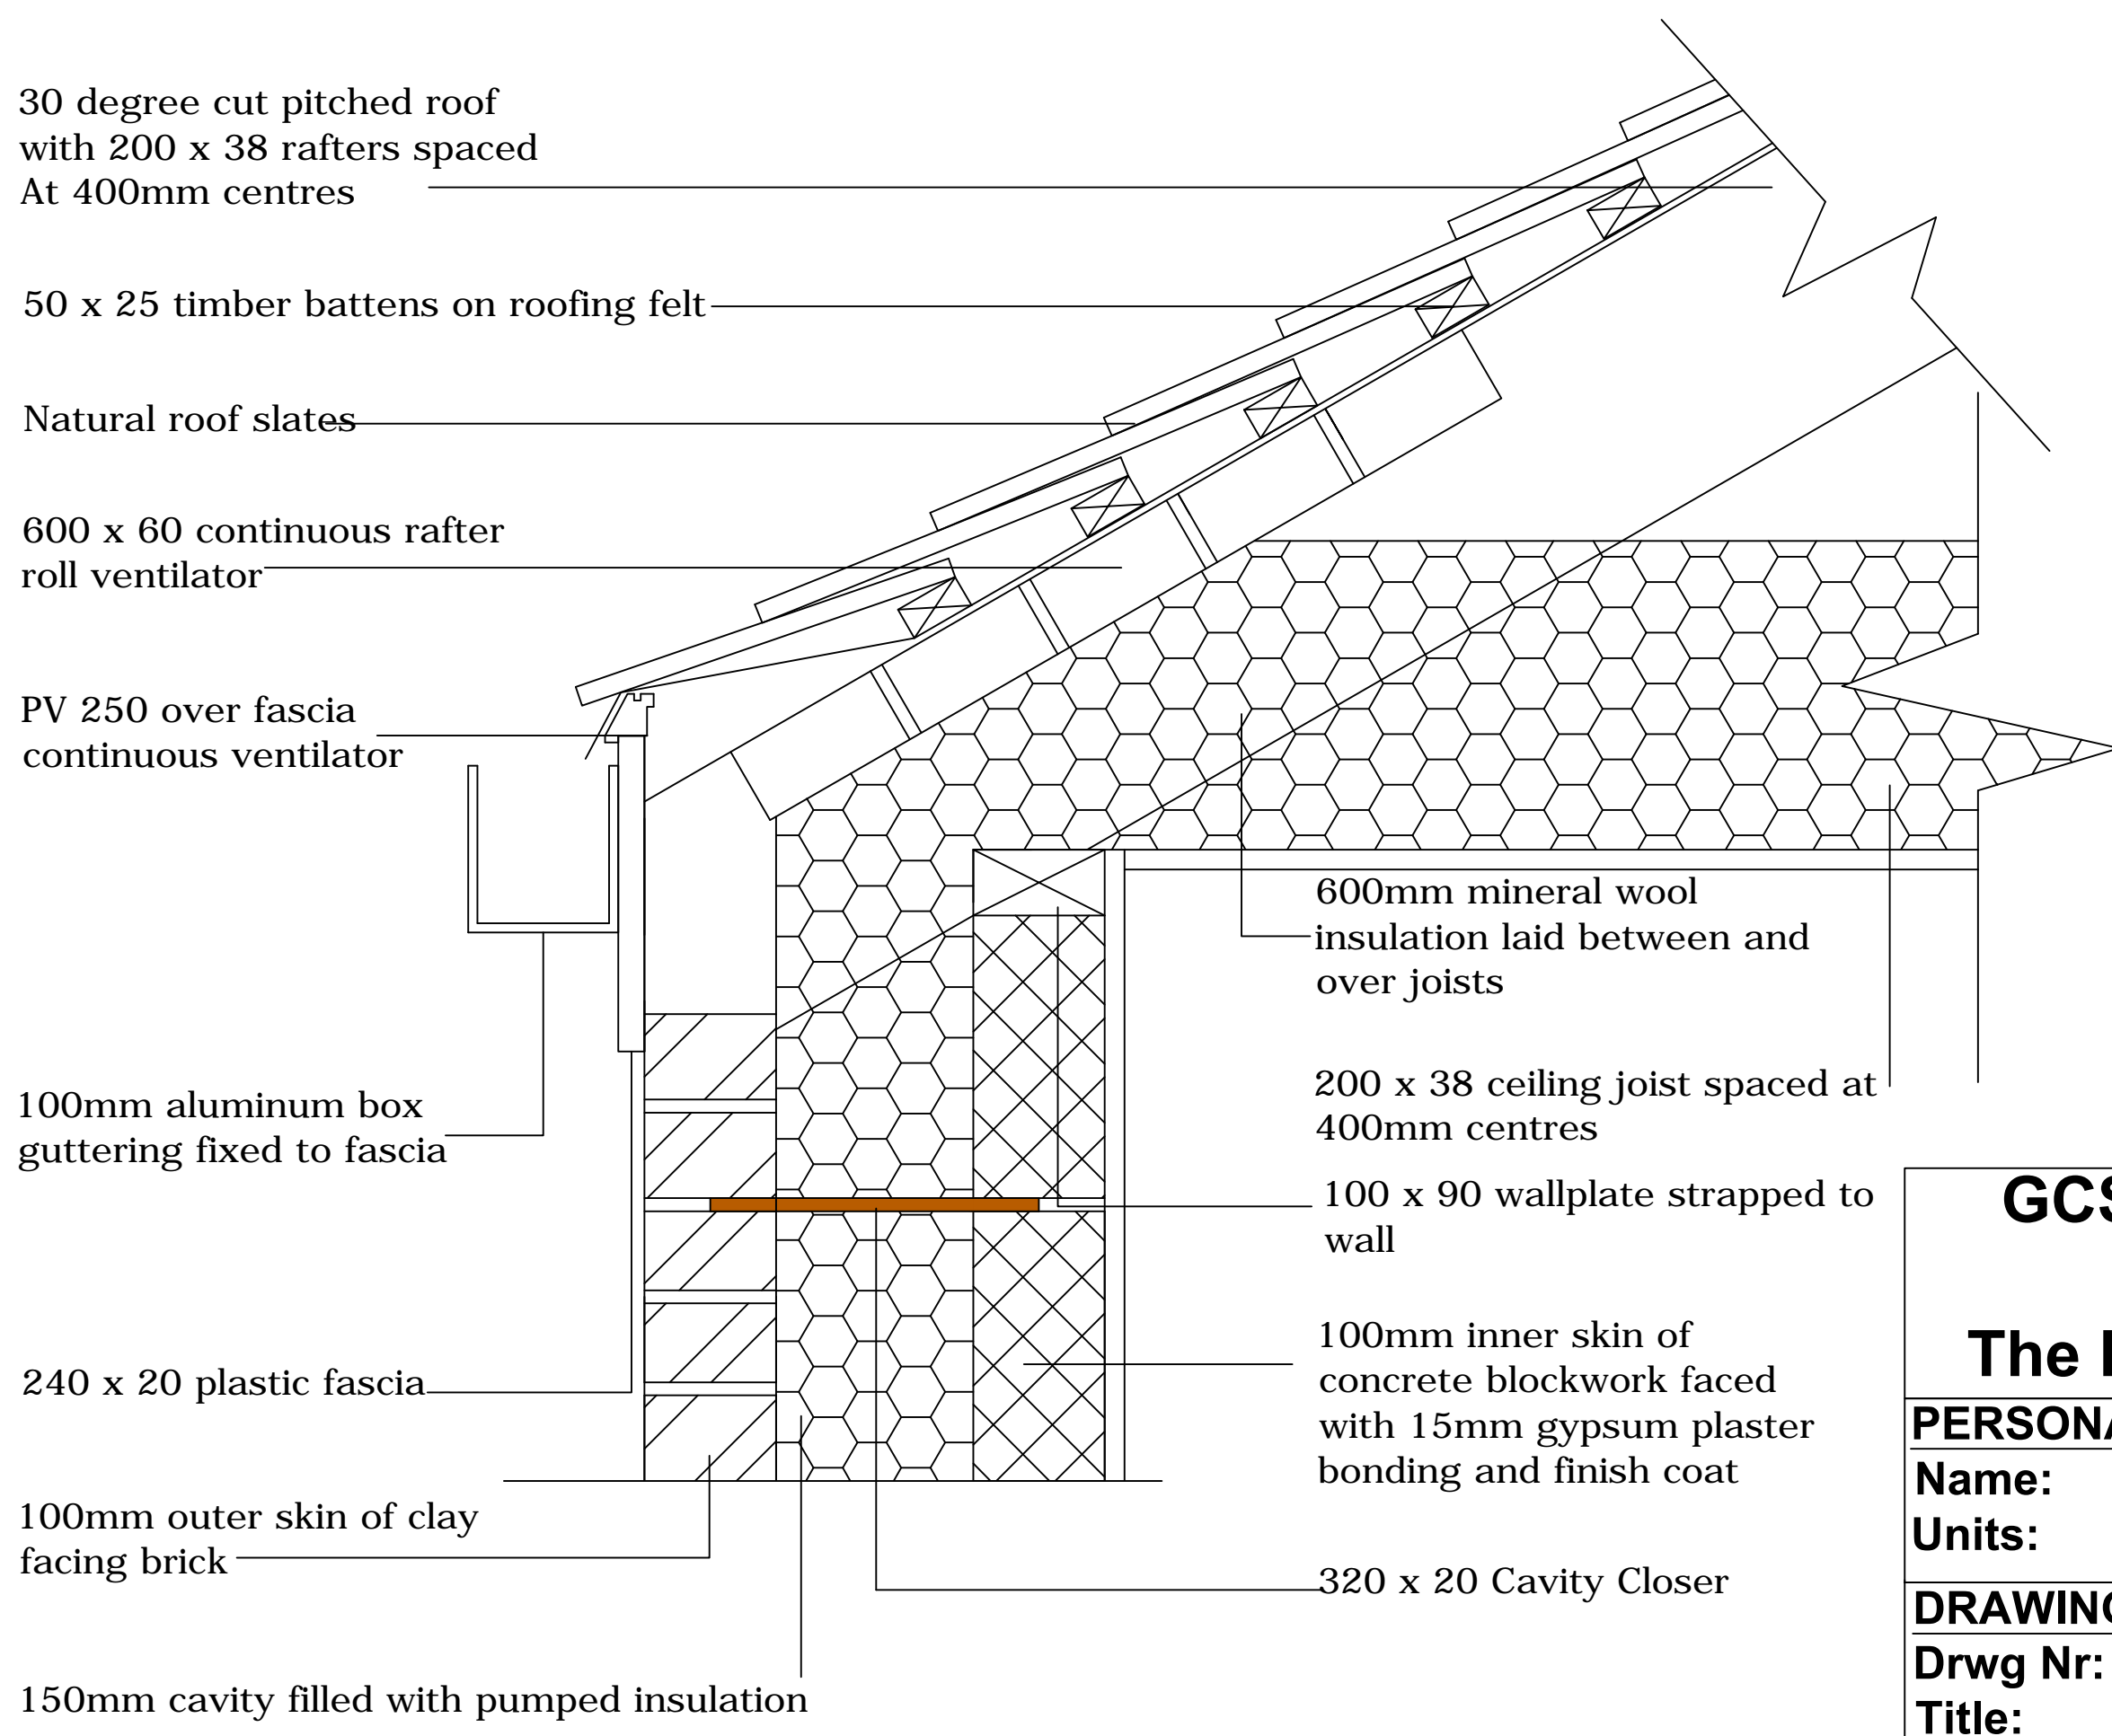 30 degree cut pitched roof
with 200 x 38 rafters spaced
At 400mm centres
50 x 25 timber battens on roofing felt
Natural roof slates
600 x 60 continuous rafter
roll ventilator
PV 250 over fascia
continuous ventilator
100mm aluminum box
guttering fixed to fascia
240 x 20 plastic fascia
100mm outer skin of clay
facing brick
150mm cavity filled with pumped insulation
600mm mineral wool
insulation laid between and
over joists
200 x 38 ceiling joist spaced at
400mm centres
100 x 90 wallplate strapped to
wall
100mm inner skin of
concrete blockwork faced
with 15mm gypsum plaster
bonding and finish coat
320 x 20 Cavity Closer
The
Name:
Units:
Drwg Nr:
Title: